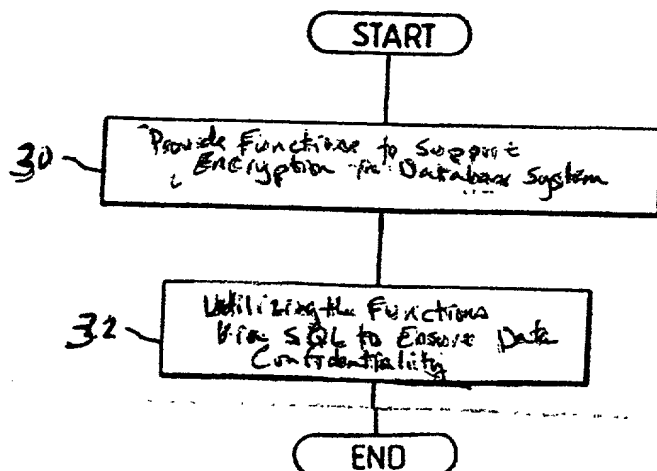 START
30
Provide Functions to Support
Encryption in Database System
32
Utilizing the Functions
Via SQL to Ensure Data
Confidentiality
END